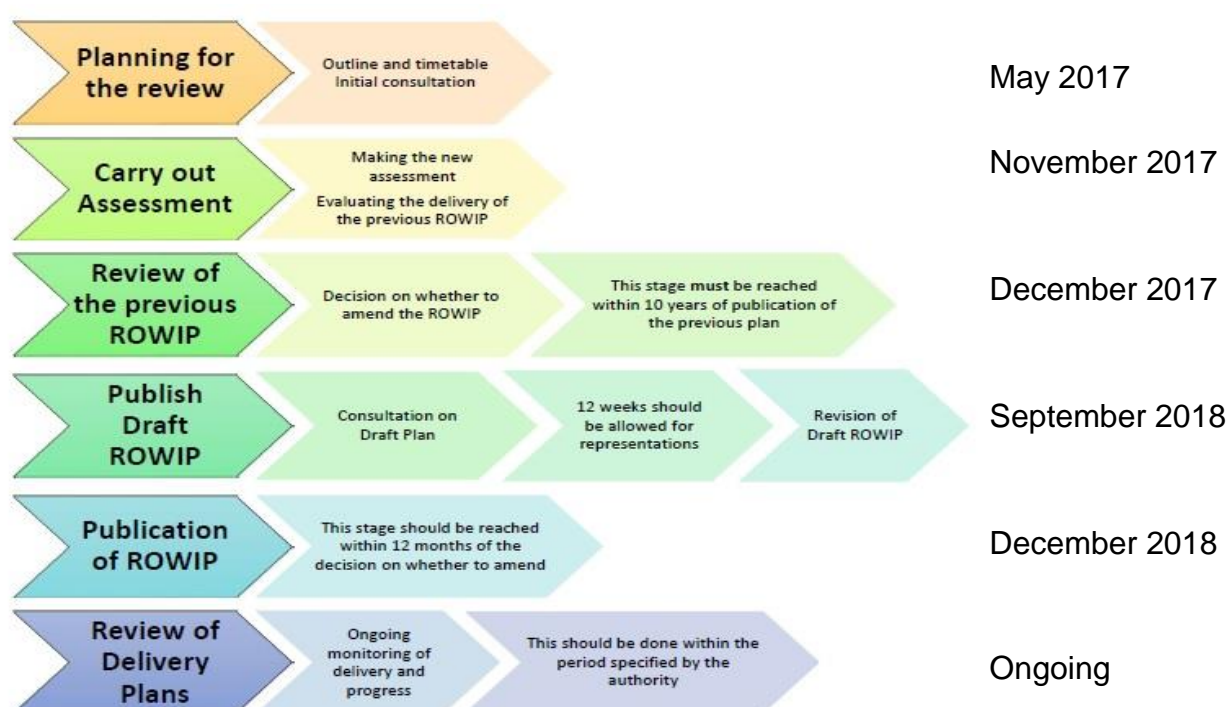 Planning for
the review
Outline and timetable
Initial consultation
May 2017
Carry out
Assessment
Making the new
assessment
Evaluating the delivery of
the previous ROWIP
November 2017
Review of
the previous
ROWIP
Decision on whether to
amend the ROWIP
This stage must be reached
within 10 years of publication of
the previous plan
December 2017
Publish
Draft
ROWIP
Consultation on
Draft Plan
12 weeks should
be allowed for
representations
Revision of
Draft ROWIP
September 2018
Publication
of ROWIP
This stage should be reached
within 12 months of the
decision on whether to amend
December 2018
Review of
Delivery
Plans
Ongoing
monitoring of
delivery and
progress
This should be done within the
period specified by the
authority
Ongoing